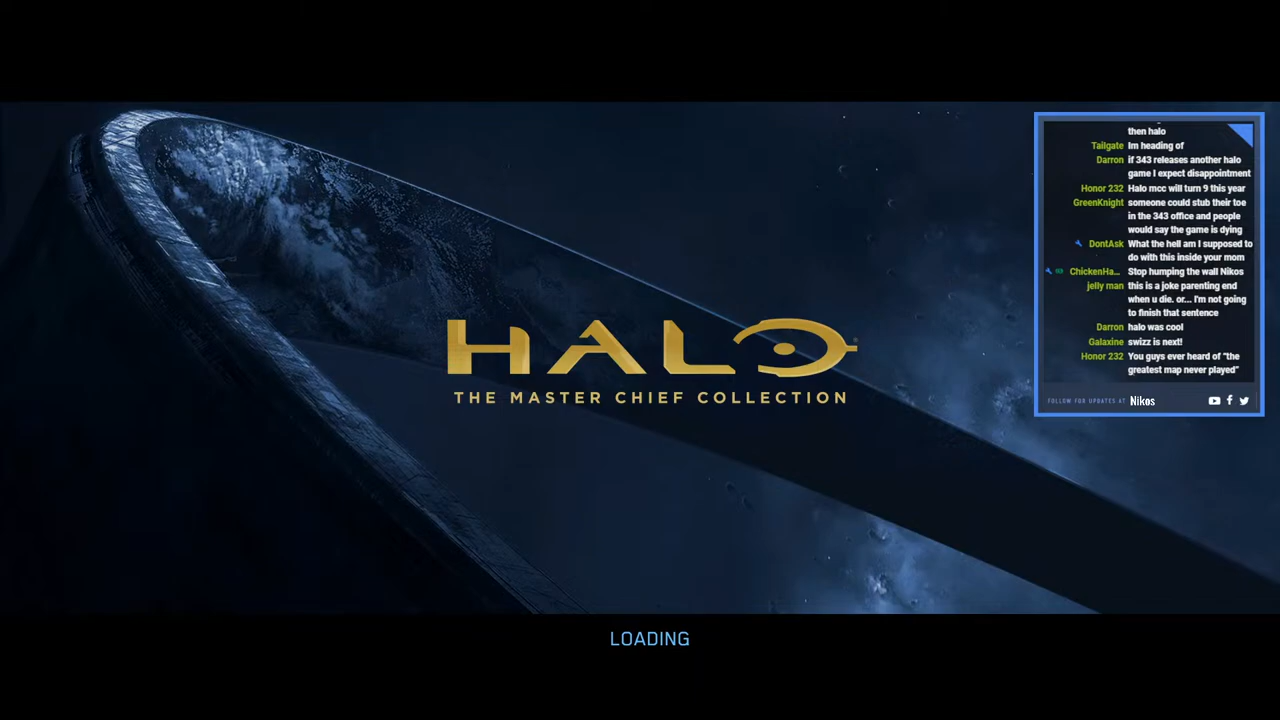 then halo
Tailgate Im heading of
Darron if 343 releases another halo
game I expect disappointment
Honor 232 Halo mcc will turn 9 this year
GreenKnight someone could stub their toe
in the 343 office and people
would say the game is dying
DontAsk What the hell am I supposed to
do with this inside your mom
ChickenHa... Stop humping the wall Nikos
jelly man this is a joke parenting end
when u die. or... I'm not going
to finish that sentence
Darron halo was cool
Galaxine swizz is next!
Honor 232 You guys ever heard of "the
greatest map never played"
FOLLOW FOR UPDATES AT Nikos
HALO
THE MASTER CHIEF COLLECTION
LOADING